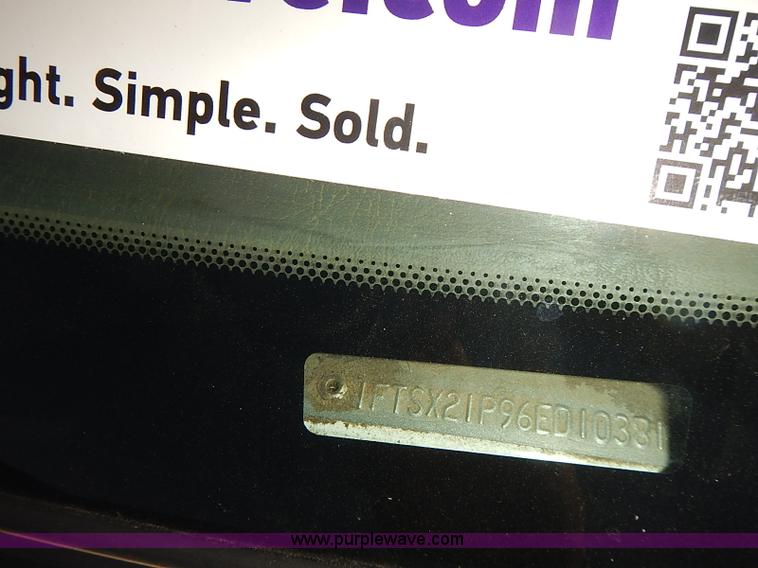 ght. Simple. Sold.
1FTSX21P96ED10381
www.purplewave.com